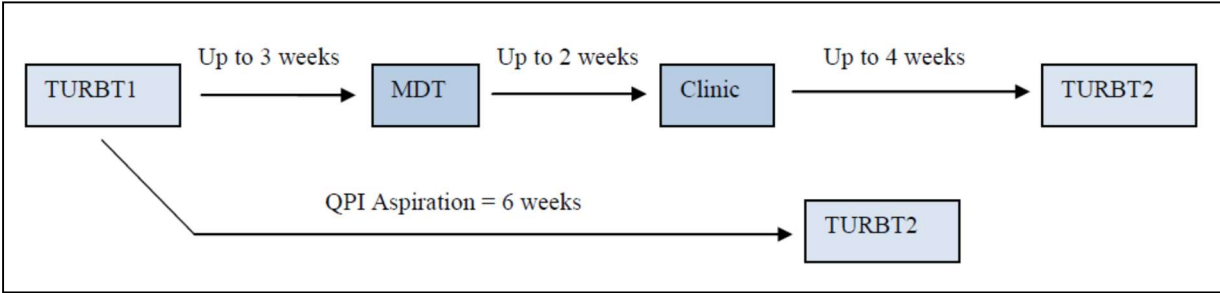 Up to 3 weeks
Up to 2 weeks
Up to 4 weeks
TURBT1
MDT
Clinic
TURBT2
QPI Aspiration = 6 weeks
TURBT2